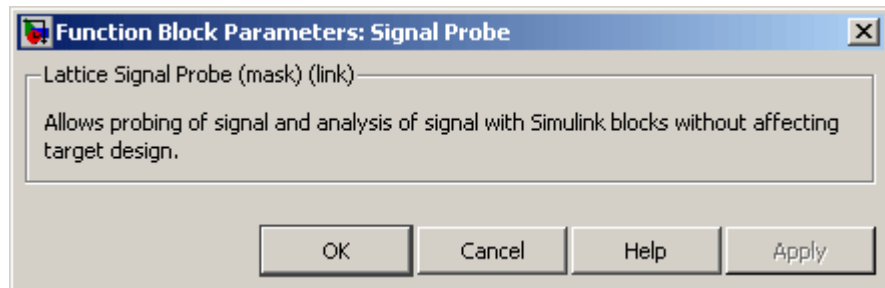 Function Block Parameters: Signal Probe
Lattice Signal Probe (mask) (link)
Allows probing of signal and analysis of signal with Simulink blocks without affecting
target design.
OK Cancel Help Apply